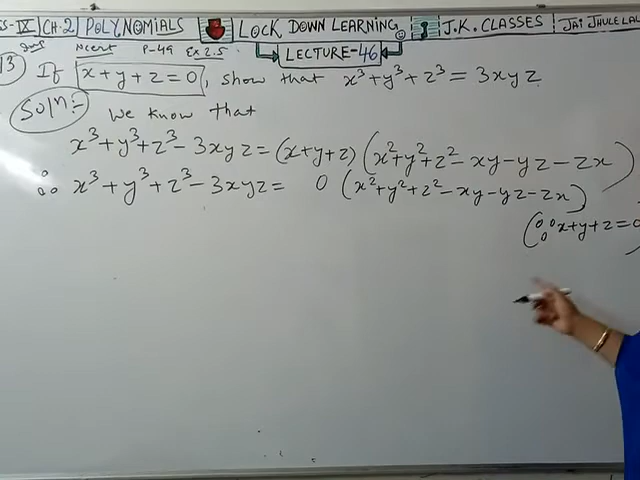 S-IX CH-2 POLYNOMIALS LOCK DOWN LEARNING J.K. CLASSES JAI JHULELAL
Ncert P-49 Ex 2.5 LECTURE-46
13) If x+y+z=0, show that x³+y³+z³=3xyz.
Solⁿ:- We know that
x³+y³+z³-3xyz=(x+y+z)(x²+y²+z²-xy-yz-zx)
∴ x³+y³+z³-3xyz= 0(x²+y²+z²-xy-yz-zx)
(∵x+y+z=0)